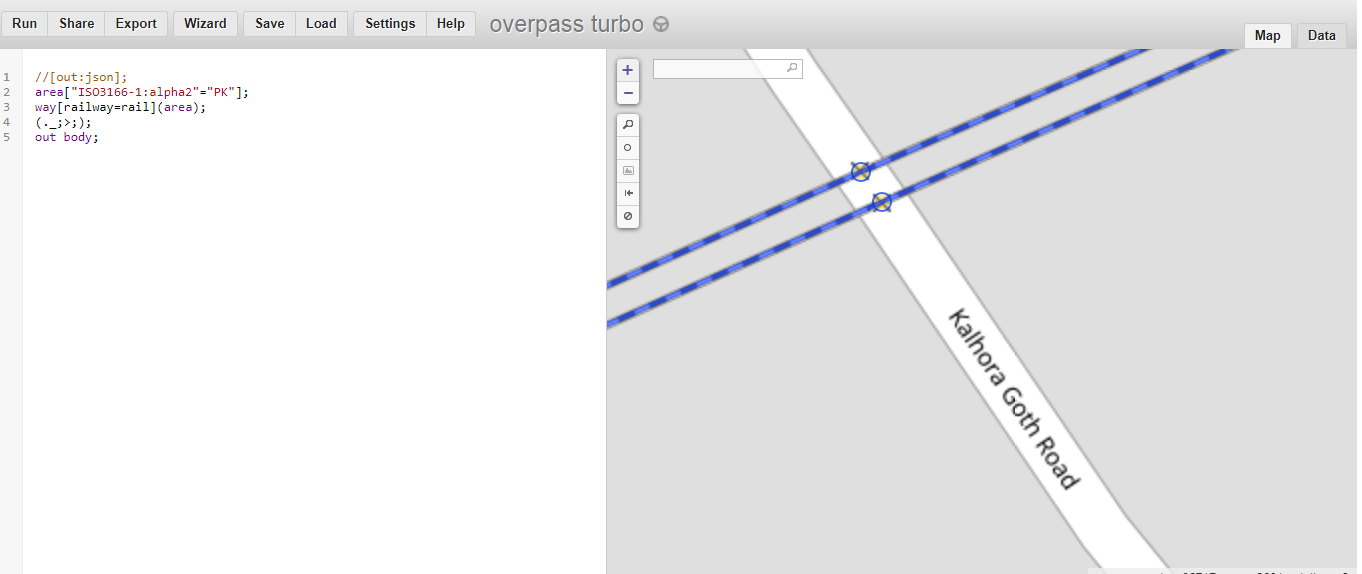 Run Share Export Wizard Save Load Settings Help overpass turbo
Map Data
1 //[out:json];
2 area["ISO3166-1:alpha2"="PK"];
3 way[railway=rail](area);
4 (._;>;);
5 out body;
+
−
Kalhora Goth Road